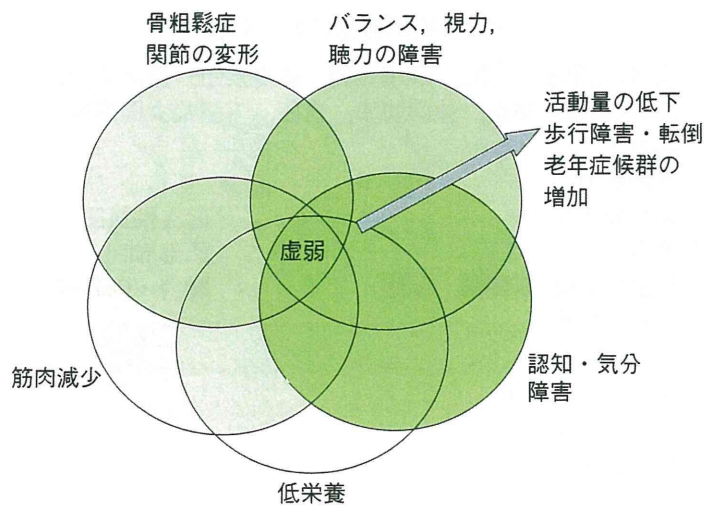 骨粗鬆症
関節の変形
バランス，視力，
聴力の障害
活動量の低下
歩行障害・転倒
老年症候群の
増加
虚弱
筋肉減少
認知・気分
障害
低栄養